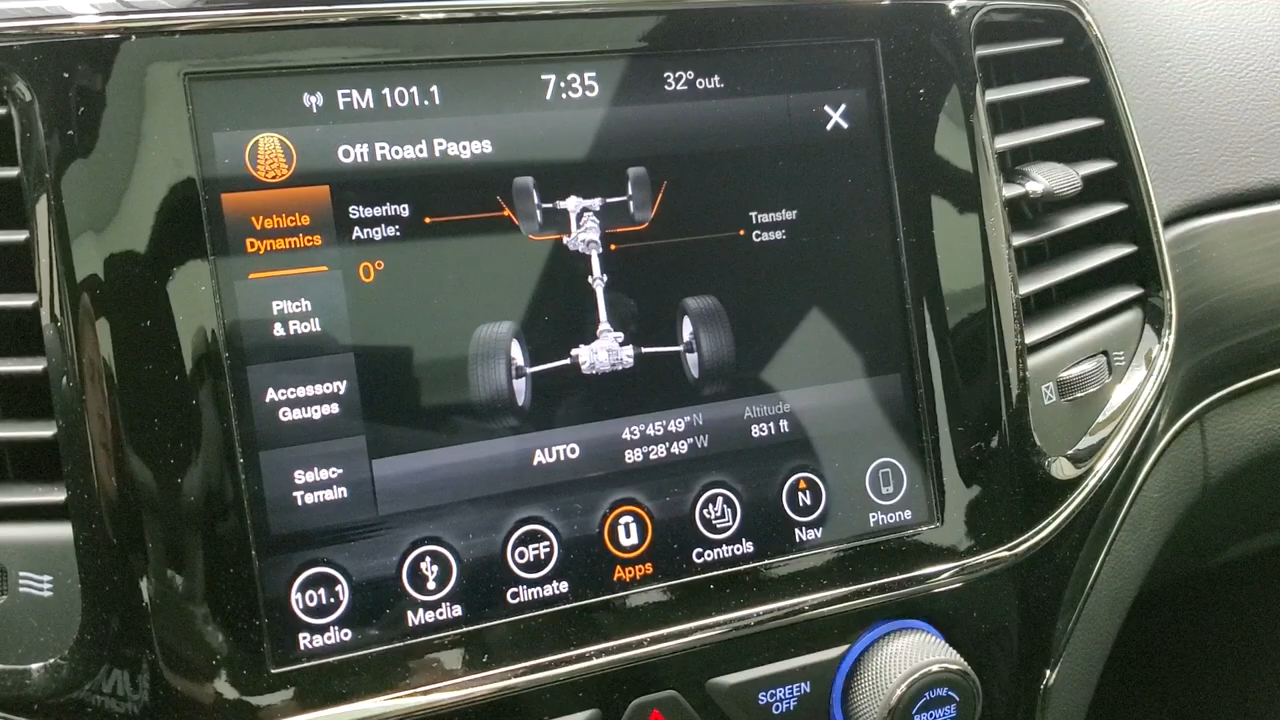 FM 101.1
7:35
32° out.
Off Road Pages
Vehicle
Dynamics
Steering
Angle:
0°
Transfer
Case:
Pitch
& Roll
Accessory
Gauges
Selec-
Terrain
AUTO
43°45'49" N
88°28'49" W
Altitude
831 ft
101.1
Radio
Media
OFF
Climate
Apps
Controls
N
Nav
Phone
SCREEN
OFF
TUNE
BROWSE